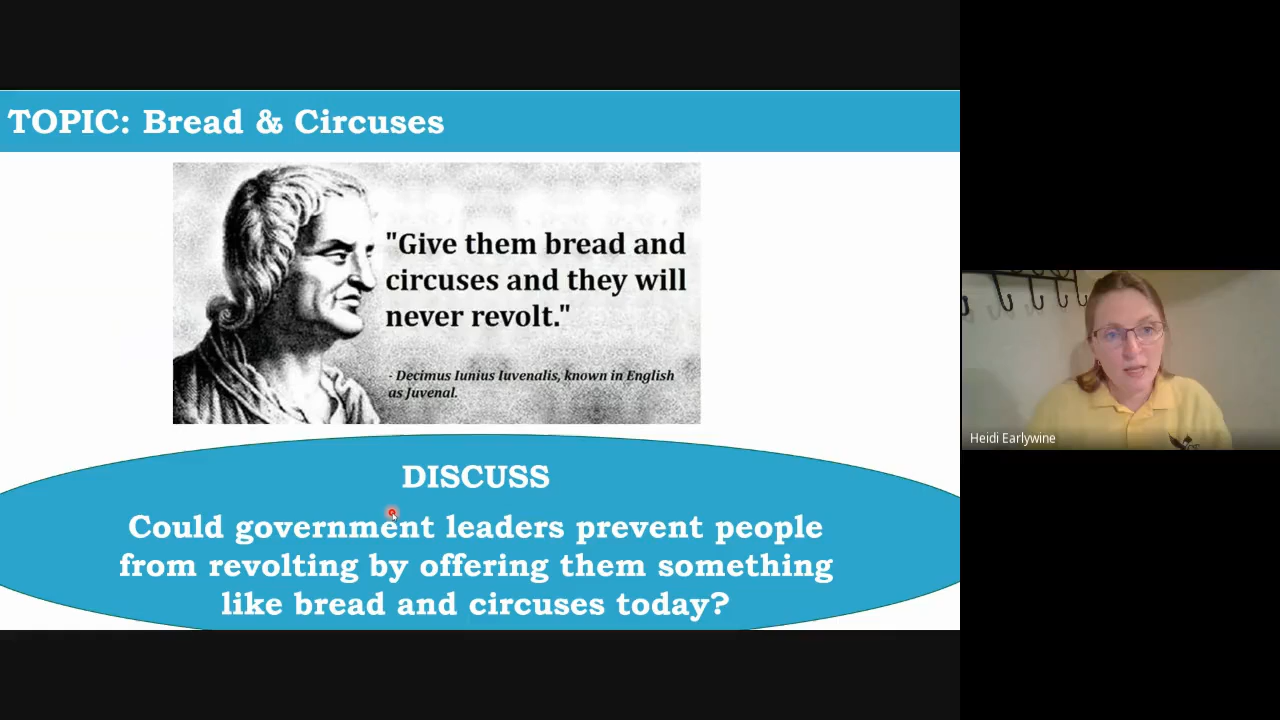 TOPIC: Bread & Circuses
"Give them bread and
circuses and they will
never revolt."
- Decimus Iunius Iuvenalis, known in English
as Juvenal.
DISCUSS
Could government leaders prevent people
from revolting by offering them something
like bread and circuses today?
Heidi Earlywine